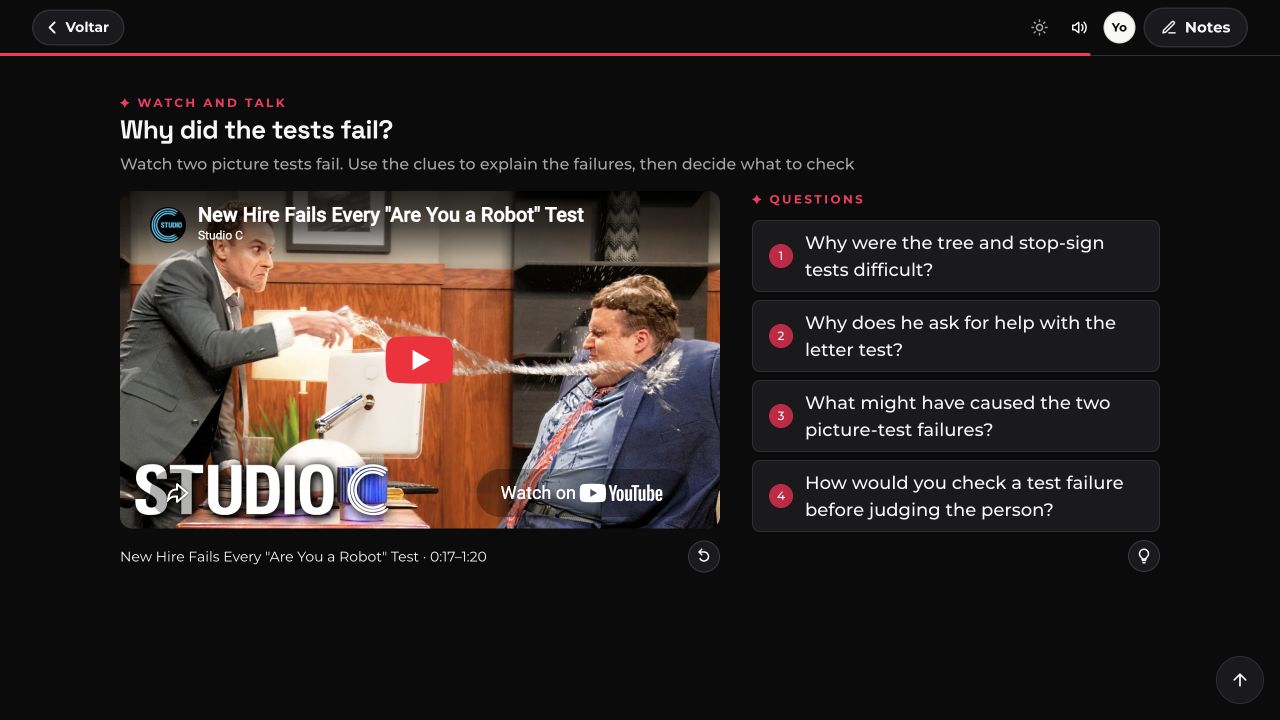 Voltar
Yo
Notes
WATCH AND TALK
Why did the tests fail?
Watch two picture tests fail. Use the clues to explain the failures, then decide what to check
STUDIO
New Hire Fails Every "Are You a Robot" Test
Studio C
STUDIO C
Watch on YouTube
New Hire Fails Every "Are You a Robot" Test · 0:17–1:20
QUESTIONS
1
Why were the tree and stop-sign
tests difficult?
2
Why does he ask for help with the
letter test?
3
What might have caused the two
picture-test failures?
4
How would you check a test failure
before judging the person?